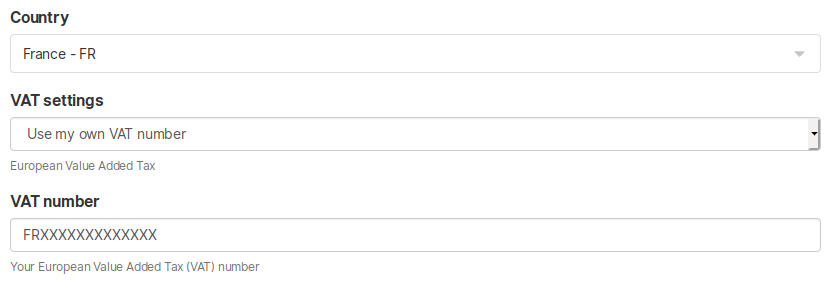 Country
France - FR
VAT settings
Use my own VAT number
European Value Added Tax
VAT number
FRXXXXXXXXXXXXX
Your European Value Added Tax (VAT) number